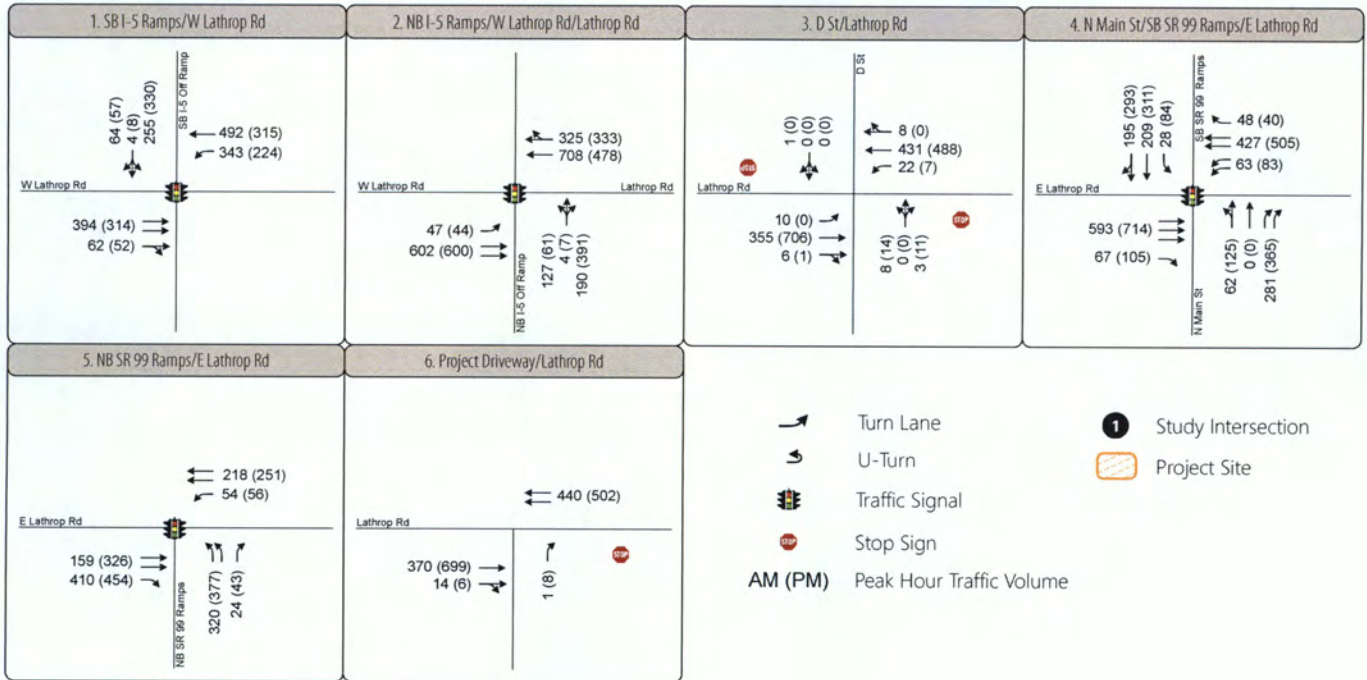 1. SB I-5 Ramps/W Lathrop Rd
64 (57)
4 (8)
255 (330)
SB I-5 Off Ramp
492 (315)
343 (224)
W Lathrop Rd
394 (314)
62 (52)
2. NB I-5 Ramps/W Lathrop Rd/Lathrop Rd
325 (333)
708 (478)
W Lathrop Rd
Lathrop Rd
47 (44)
602 (600)
NB I-5 Off Ramp
127 (61)
4 (7)
190 (391)
3. D St/Lathrop Rd
D St
1 (0)
0 (0)
0 (0)
8 (0)
431 (488)
22 (7)
STOP
Lathrop Rd
10 (0)
355 (706)
6 (1)
8 (14)
0 (0)
3 (11)
STOP
4. N Main St/SB SR 99 Ramps/E Lathrop Rd
195 (293)
209 (311)
28 (84)
SB SR 99 Ramps
48 (40)
427 (505)
63 (83)
E Lathrop Rd
593 (714)
67 (105)
N Main St
62 (125)
0 (0)
281 (365)
5. NB SR 99 Ramps/E Lathrop Rd
218 (251)
54 (56)
E Lathrop Rd
159 (326)
410 (454)
NB SR 99 Ramps
320 (377)
24 (43)
6. Project Driveway/Lathrop Rd
440 (502)
Lathrop Rd
370 (699)
14 (6)
1 (8)
STOP
Turn Lane
U-Turn
Traffic Signal
STOP Stop Sign
AM (PM) Peak Hour Traffic Volume
1 Study Intersection
Project Site